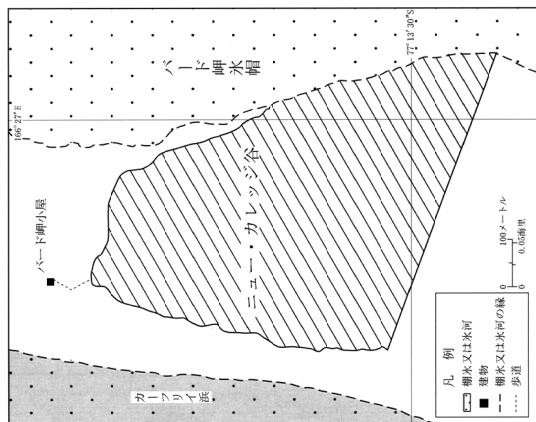 166°27′E
バード岬氷帽
77°13′30″S
バード岬小屋
ニュー・カレッジ谷
カーフリイ浜
凡 例
棚氷又は氷河
建物
棚氷又は氷河の縁
歩道
0 100メートル
0 0.05海里